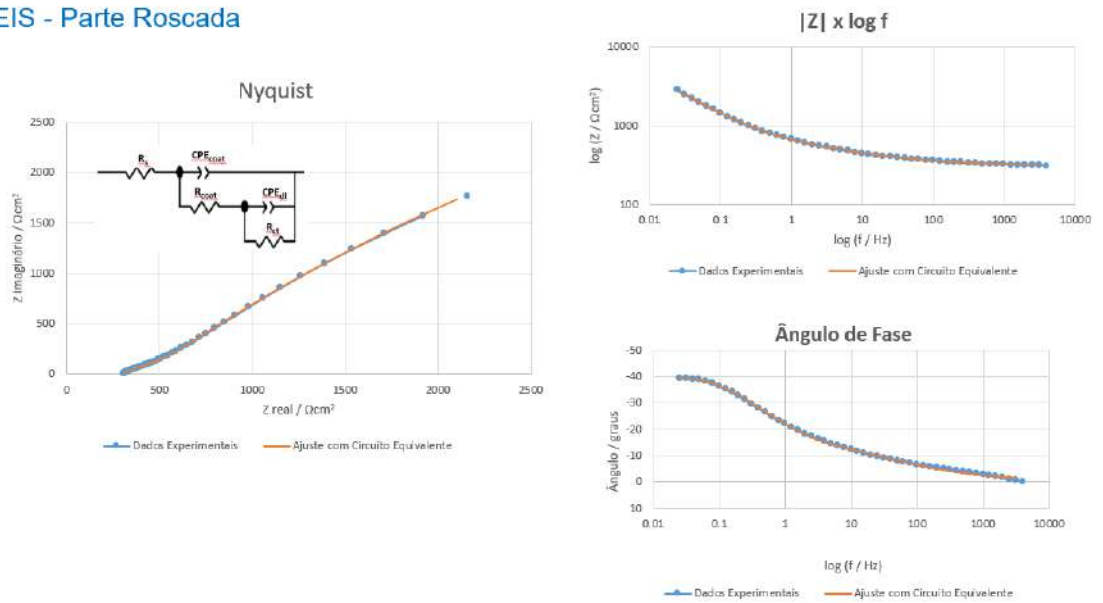 EIS - Parte Roscada
Nyquist
Z imaginário / Ωcm²
2500
2000
1500
1000
500
0
0 500 1000 1500 2000 2500
Z real / Ωcm²
Rs
CPEcoat
Rcoat
CPEdl
Rct
Dados Experimentais Ajuste com Circuito Equivalente
|Z| x log f
log (Z / Ωcm²)
10000
1000
100
0.01 0.1 1 10 100 1000 10000
log (f / Hz)
Dados Experimentais Ajuste com Circuito Equivalente
Ângulo de Fase
Ângulo / graus
-50
-40
-30
-20
-10
0
10
0.01 0.1 1 10 100 1000 10000
log (f / Hz)
Dados Experimentais Ajuste com Circuito Equivalente